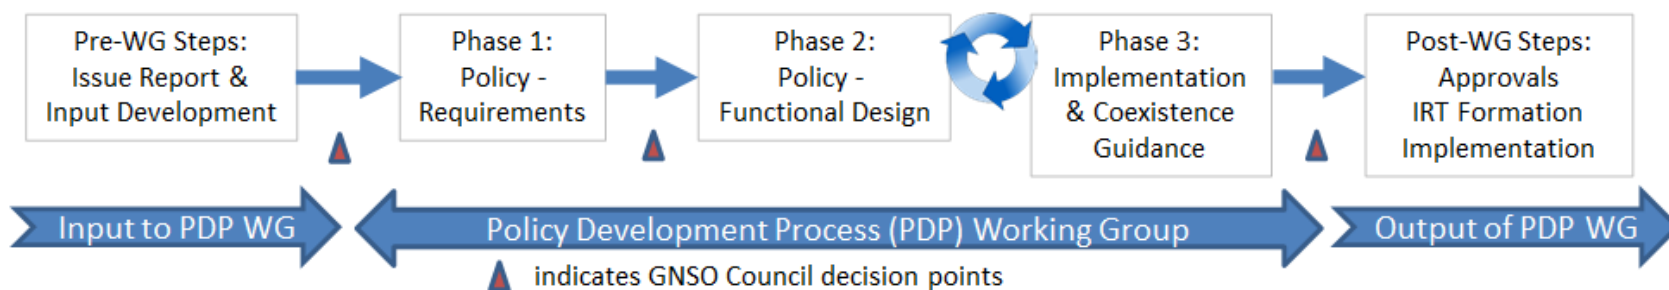 Pre-WG Steps:
Issue Report &
Input Development
Phase 1:
Policy -
Requirements
Phase 2:
Policy -
Functional Design
Phase 3:
Implementation
& Coexistence
Guidance
Post-WG Steps:
Approvals
IRT Formation
Implementation
Input to PDP WG
Policy Development Process (PDP) Working Group
Output of PDP WG
indicates GNSO Council decision points